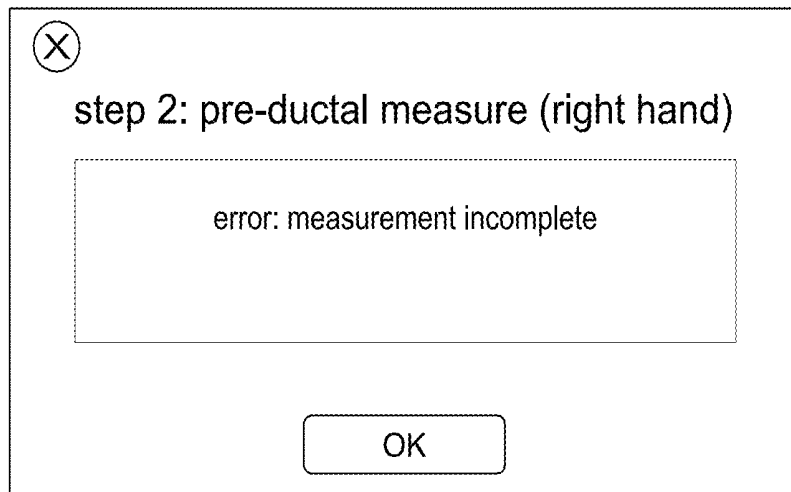 X
step 2: pre-ductal measure (right hand)
error: measurement incomplete
OK